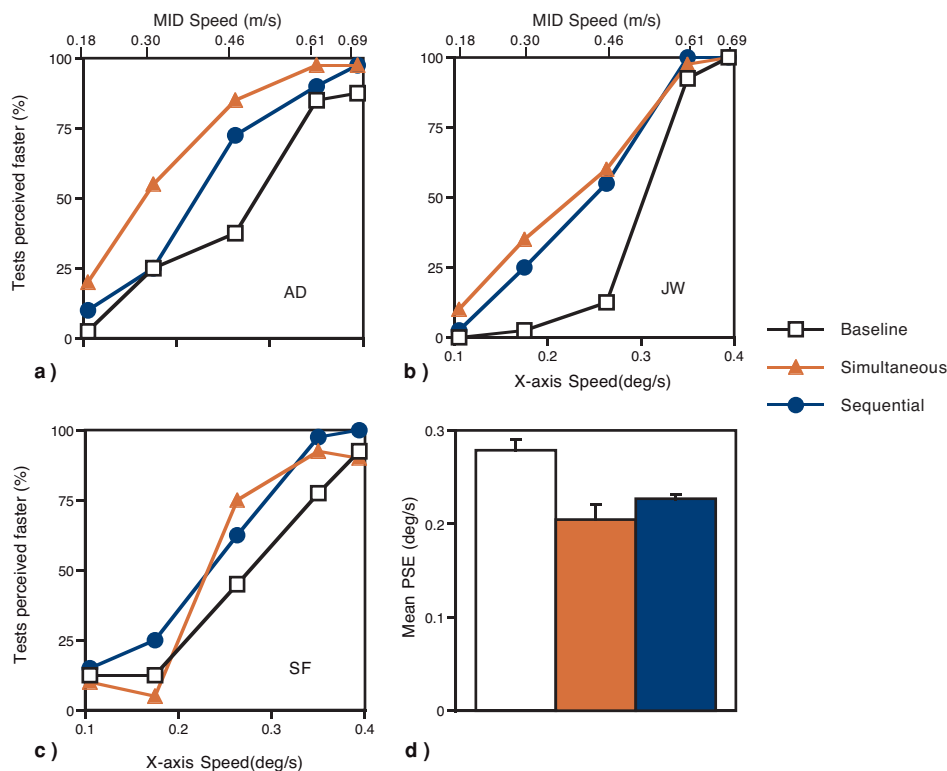 MID Speed (m/s)
0.18 0.30 0.46 0.61 0.69
100
75
50
25
0
Tests perceived faster (%)
AD
a)
MID Speed (m/s)
0.18 0.30 0.46 0.61 0.69
100
75
50
25
0
JW
0.1 0.2 0.3 0.4
b)
X-axis Speed(deg/s)
Baseline
Simultaneous
Sequential
100
75
50
25
0
Tests perceived faster (%)
SF
0.1 0.2 0.3 0.4
c)
X-axis Speed(deg/s)
0.3
0.2
0.1
0
Mean PSE (deg/s)
d)